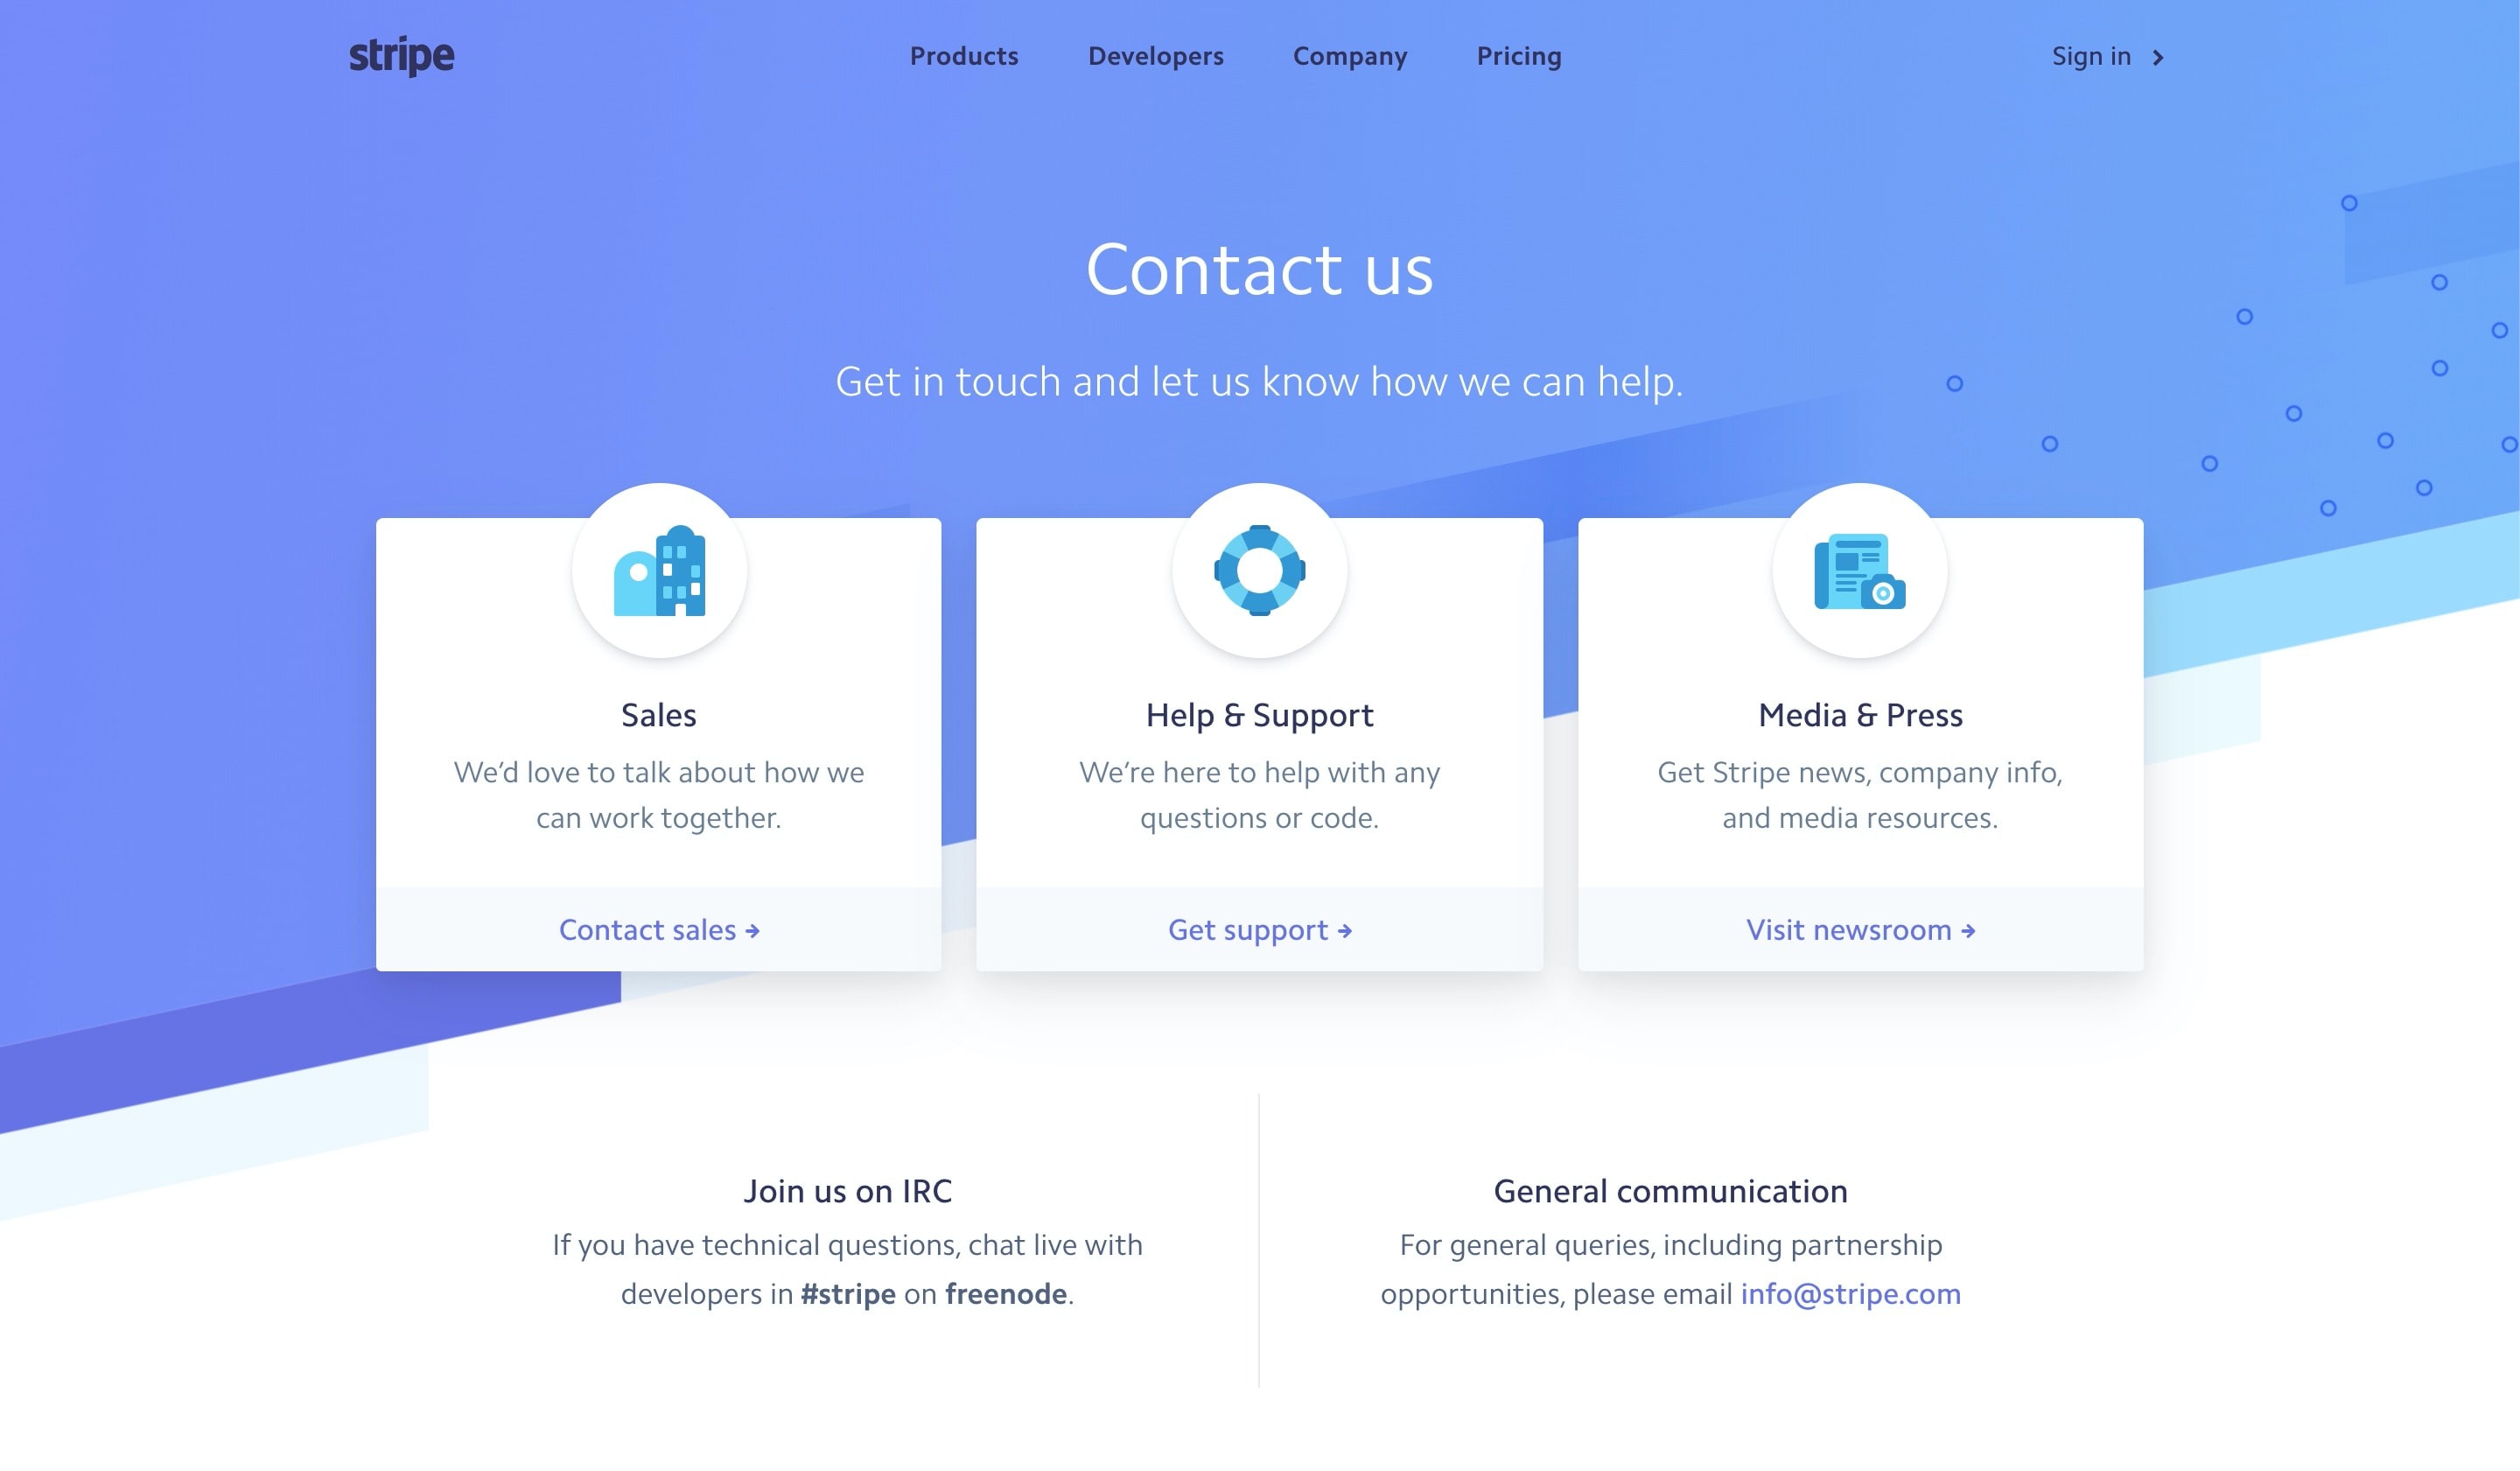 stripe
Products
Developers
Company
Pricing
Sign in
Contact us
Get in touch and let us know how we can help.
Sales
We’d love to talk about how we
can work together.
Contact sales
Help & Support
We’re here to help with any
questions or code.
Get support
Media & Press
Get Stripe news, company info,
and media resources.
Visit newsroom
Join us on IRC
If you have technical questions, chat live with
developers in #stripe on freenode.
General communication
For general queries, including partnership
opportunities, please email info@stripe.com